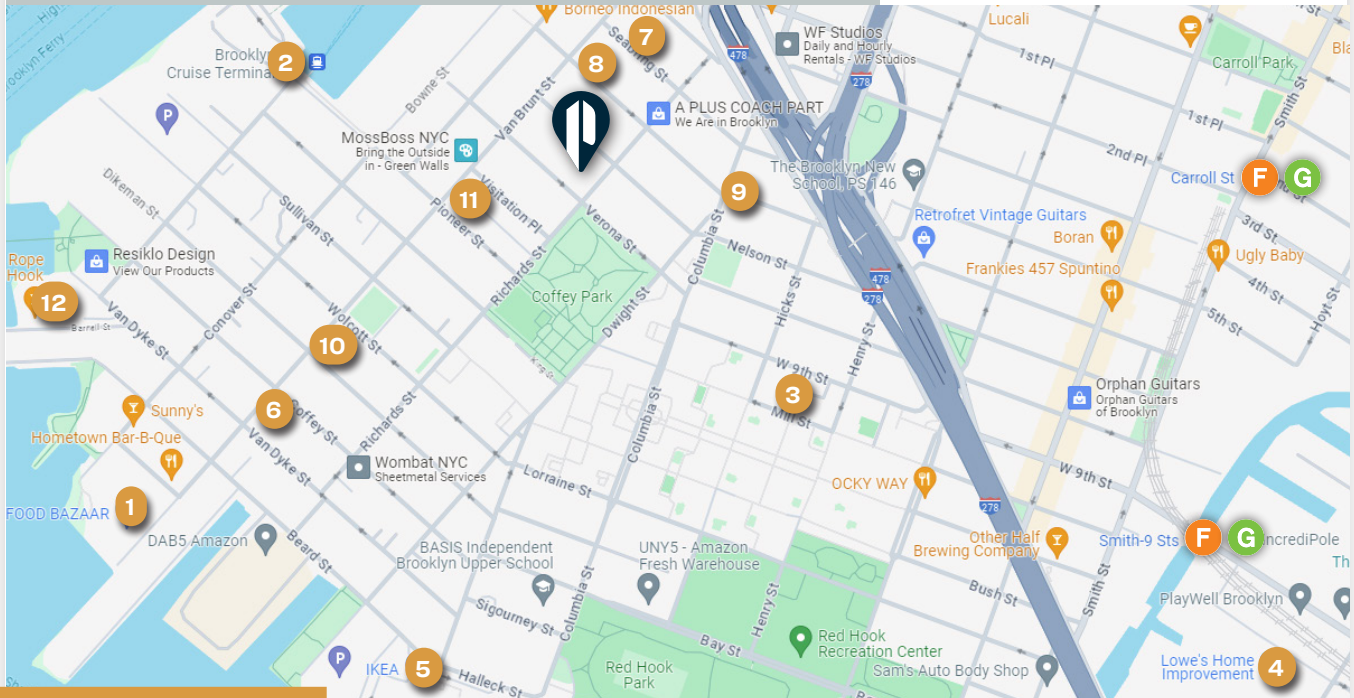 Borneo Indonesian
7
Seabring St
WF Studios
Daily and Hourly
Rentals - WF Studios
Lucali
1st Pl
Carroll Park
478
278
Brooklyn
Cruise Terminal
2
8
Bowne St
Van Brunt St
A PLUS COACH PART
We Are in Brooklyn
Smith St
1st Pl
2nd Pl
P
MossBoss NYC
Bring the Outside
in - Green Walls
The Brooklyn New
School, PS 146
Carroll St
F
G
Dikeman St
11
Visitation Pl
Pioneer St
9
Sullivan St
Verona St
Columbia St
Retrofret Vintage Guitars
3rd St
Boran
Ugly Baby
Nelson St
Resiklo Design
View Our Products
Rope
Hook
12
Richards St
Coffey Park
478
278
Frankies 457 Spuntino
4th St
Conover St
Dwight St
Hicks St
Hoyt St
5th St
Van Dyke St
Barnell St
Wolcott St
10
Henry St
W 9th St
King St
3
Mill St
Orphan Guitars
Orphan Guitars
of Brooklyn
Sunny's
6
Coffey St
Richards St
Columbia St
Hometown Bar-B-Que
Van Dyke St
Wombat NYC
Sheetmetal Services
Lorraine St
OCKY WAY
W 9th St
278
FOOD BAZAAR
1
DAB5 Amazon
Beard St
BASIS Independent
Brooklyn Upper School
UNY5 - Amazon
Fresh Warehouse
Other Half
Brewing Company
Smith-9 Sts
F
G
IncrediPole
Th
Columbia St
Henry St
Bush St
Smith St
PlayWell Brooklyn
Sigourney St
Bay St
Red Hook
Recreation Center
P
IKEA
5
Halleck St
Red Hook
Park
Sam's Auto Body Shop
Lowe's Home
Improvement
4